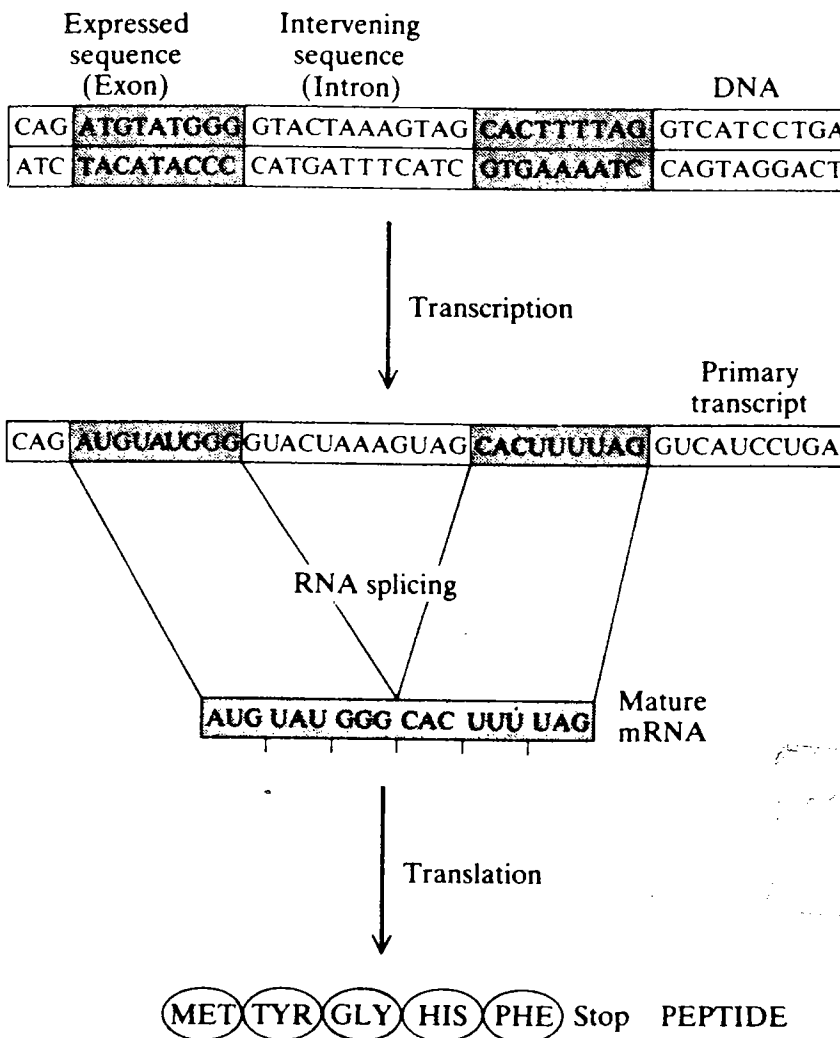 Expressed
sequence
(Exon)
Intervening
sequence
(Intron)
DNA
CAG ATGTATGGG GTACTAAAGTAG CACTTTTAG GTCATCCTGA
ATC TACATACCC CATGATTTCATC GTGAAAATC CAGTAGGACT
Transcription
Primary
transcript
CAG AUGUAUGGG GUACUAAAGUAG CACUUUUAG GUCAUCCUGA
RNA splicing
AUG UAU GGG CAC UUU UAG
Mature
mRNA
Translation
MET TYR GLY HIS PHE Stop PEPTIDE